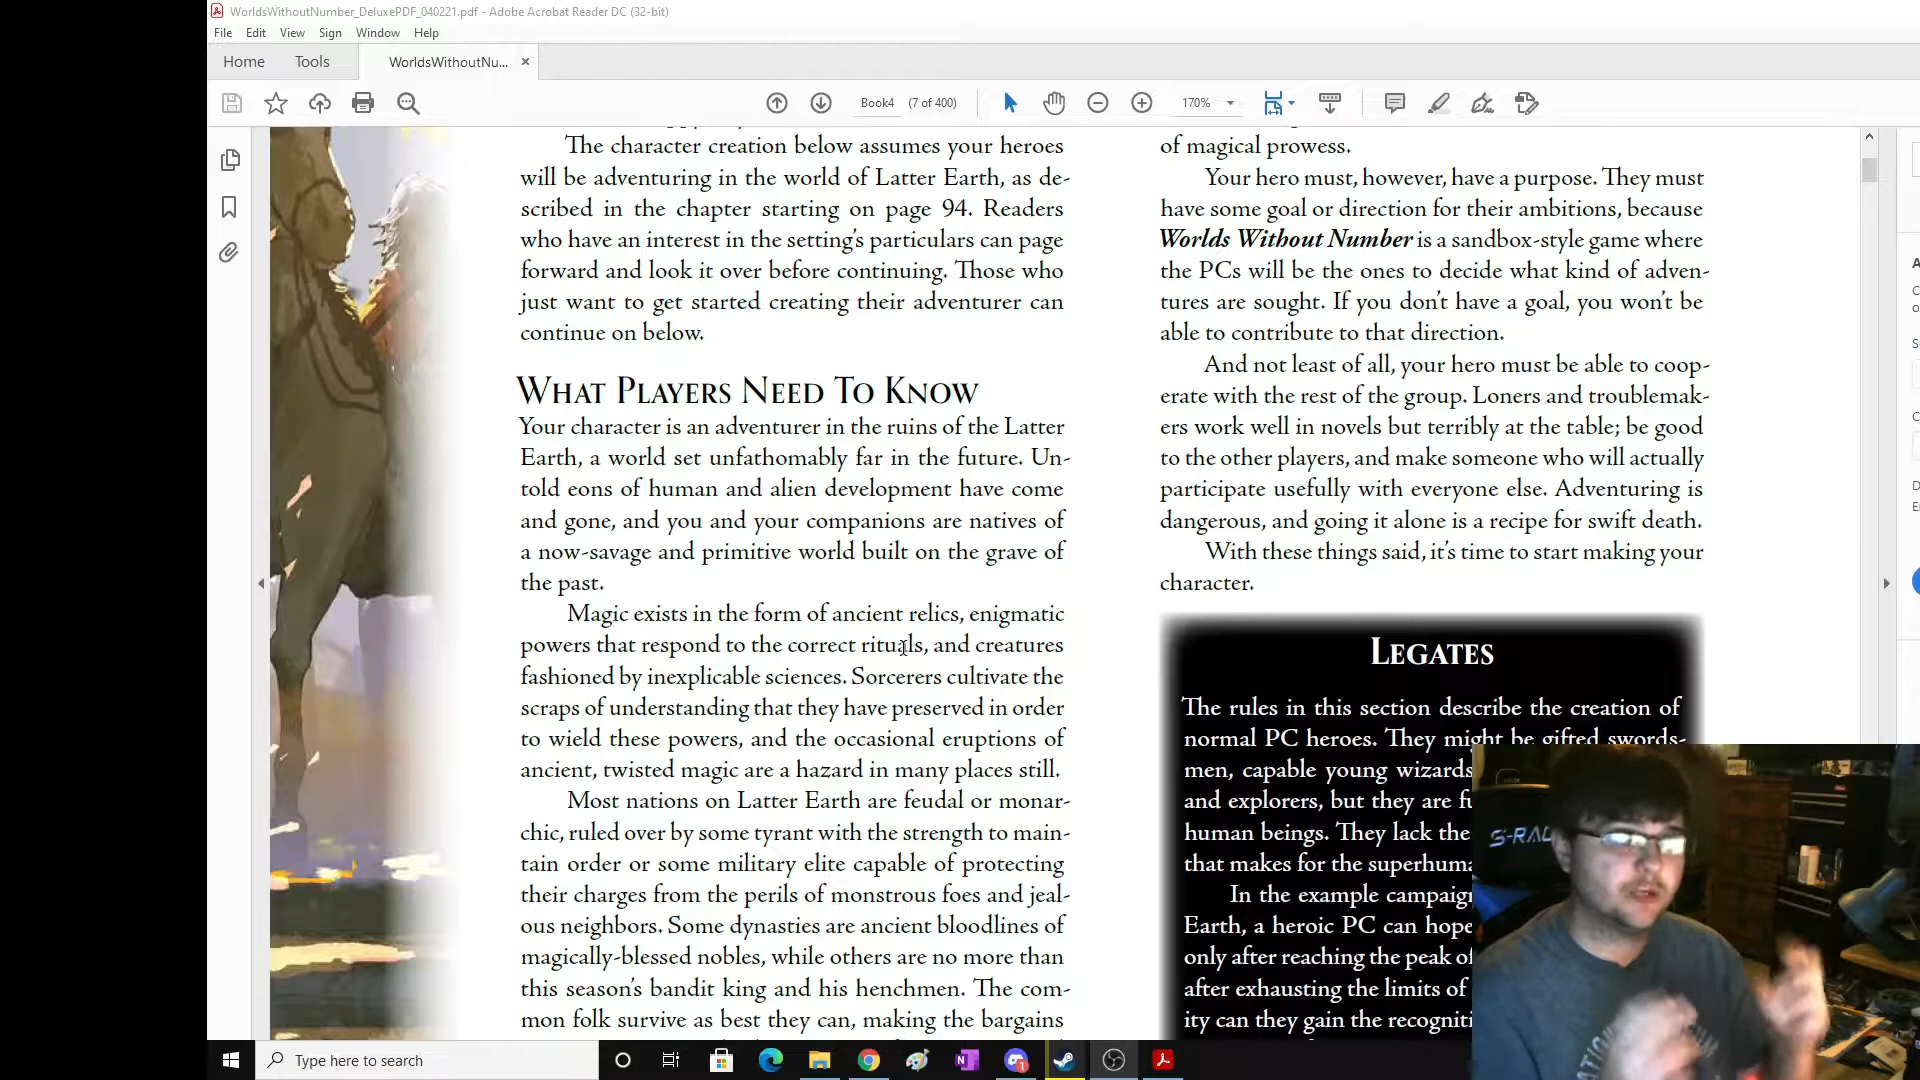 WorldsWithoutNumber_DeluxePDF_040221.pdf - Adobe Acrobat Reader DC (32-bit)
File Edit View Sign Window Help
Home Tools WorldsWithoutNu... ×
Book4 (7 of 400) 170%
The character creation below assumes your heroes
will be adventuring in the world of Latter Earth, as de-
scribed in the chapter starting on page 94. Readers
who have an interest in the setting's particulars can page
forward and look it over before continuing. Those who
just want to get started creating their adventurer can
continue on below.
What Players Need To Know
Your character is an adventurer in the ruins of the Latter
Earth, a world set unfathomably far in the future. Un-
told eons of human and alien development have come
and gone, and you and your companions are natives of
a now-savage and primitive world built on the grave of
the past.
Magic exists in the form of ancient relics, enigmatic
powers that respond to the correct rituals, and creatures
fashioned by inexplicable sciences. Sorcerers cultivate the
scraps of understanding that they have preserved in order
to wield these powers, and the occasional eruptions of
ancient, twisted magic are a hazard in many places still.
Most nations on Latter Earth are feudal or monar-
chic, ruled over by some tyrant with the strength to main-
tain order or some military elite capable of protecting
their charges from the perils of monstrous foes and jeal-
ous neighbors. Some dynasties are ancient bloodlines of
magically-blessed nobles, while others are no more than
this season's bandit king and his henchmen. The com-
mon folk survive as best they can, making the bargains
of magical prowess.
Your hero must, however, have a purpose. They must
have some goal or direction for their ambitions, because
Worlds Without Number is a sandbox-style game where
the PCs will be the ones to decide what kind of adven-
tures are sought. If you don't have a goal, you won't be
able to contribute to that direction.
And not least of all, your hero must be able to coop-
erate with the rest of the group. Loners and troublemak-
ers work well in novels but terribly at the table; be good
to the other players, and make someone who will actually
participate usefully with everyone else. Adventuring is
dangerous, and going it alone is a recipe for swift death.
With these things said, it's time to start making your
character.
Legates
The rules in this section describe the creation of
normal PC heroes. They might be gifted swords-
men, capable young wizards
and explorers, but they are fu
human beings. They lack the
that makes for the superhuma
In the example campaign
Earth, a heroic PC can hope
only after reaching the peak of
after exhausting the limits of
ity can they gain the recogniti
S-RAC
Type here to search